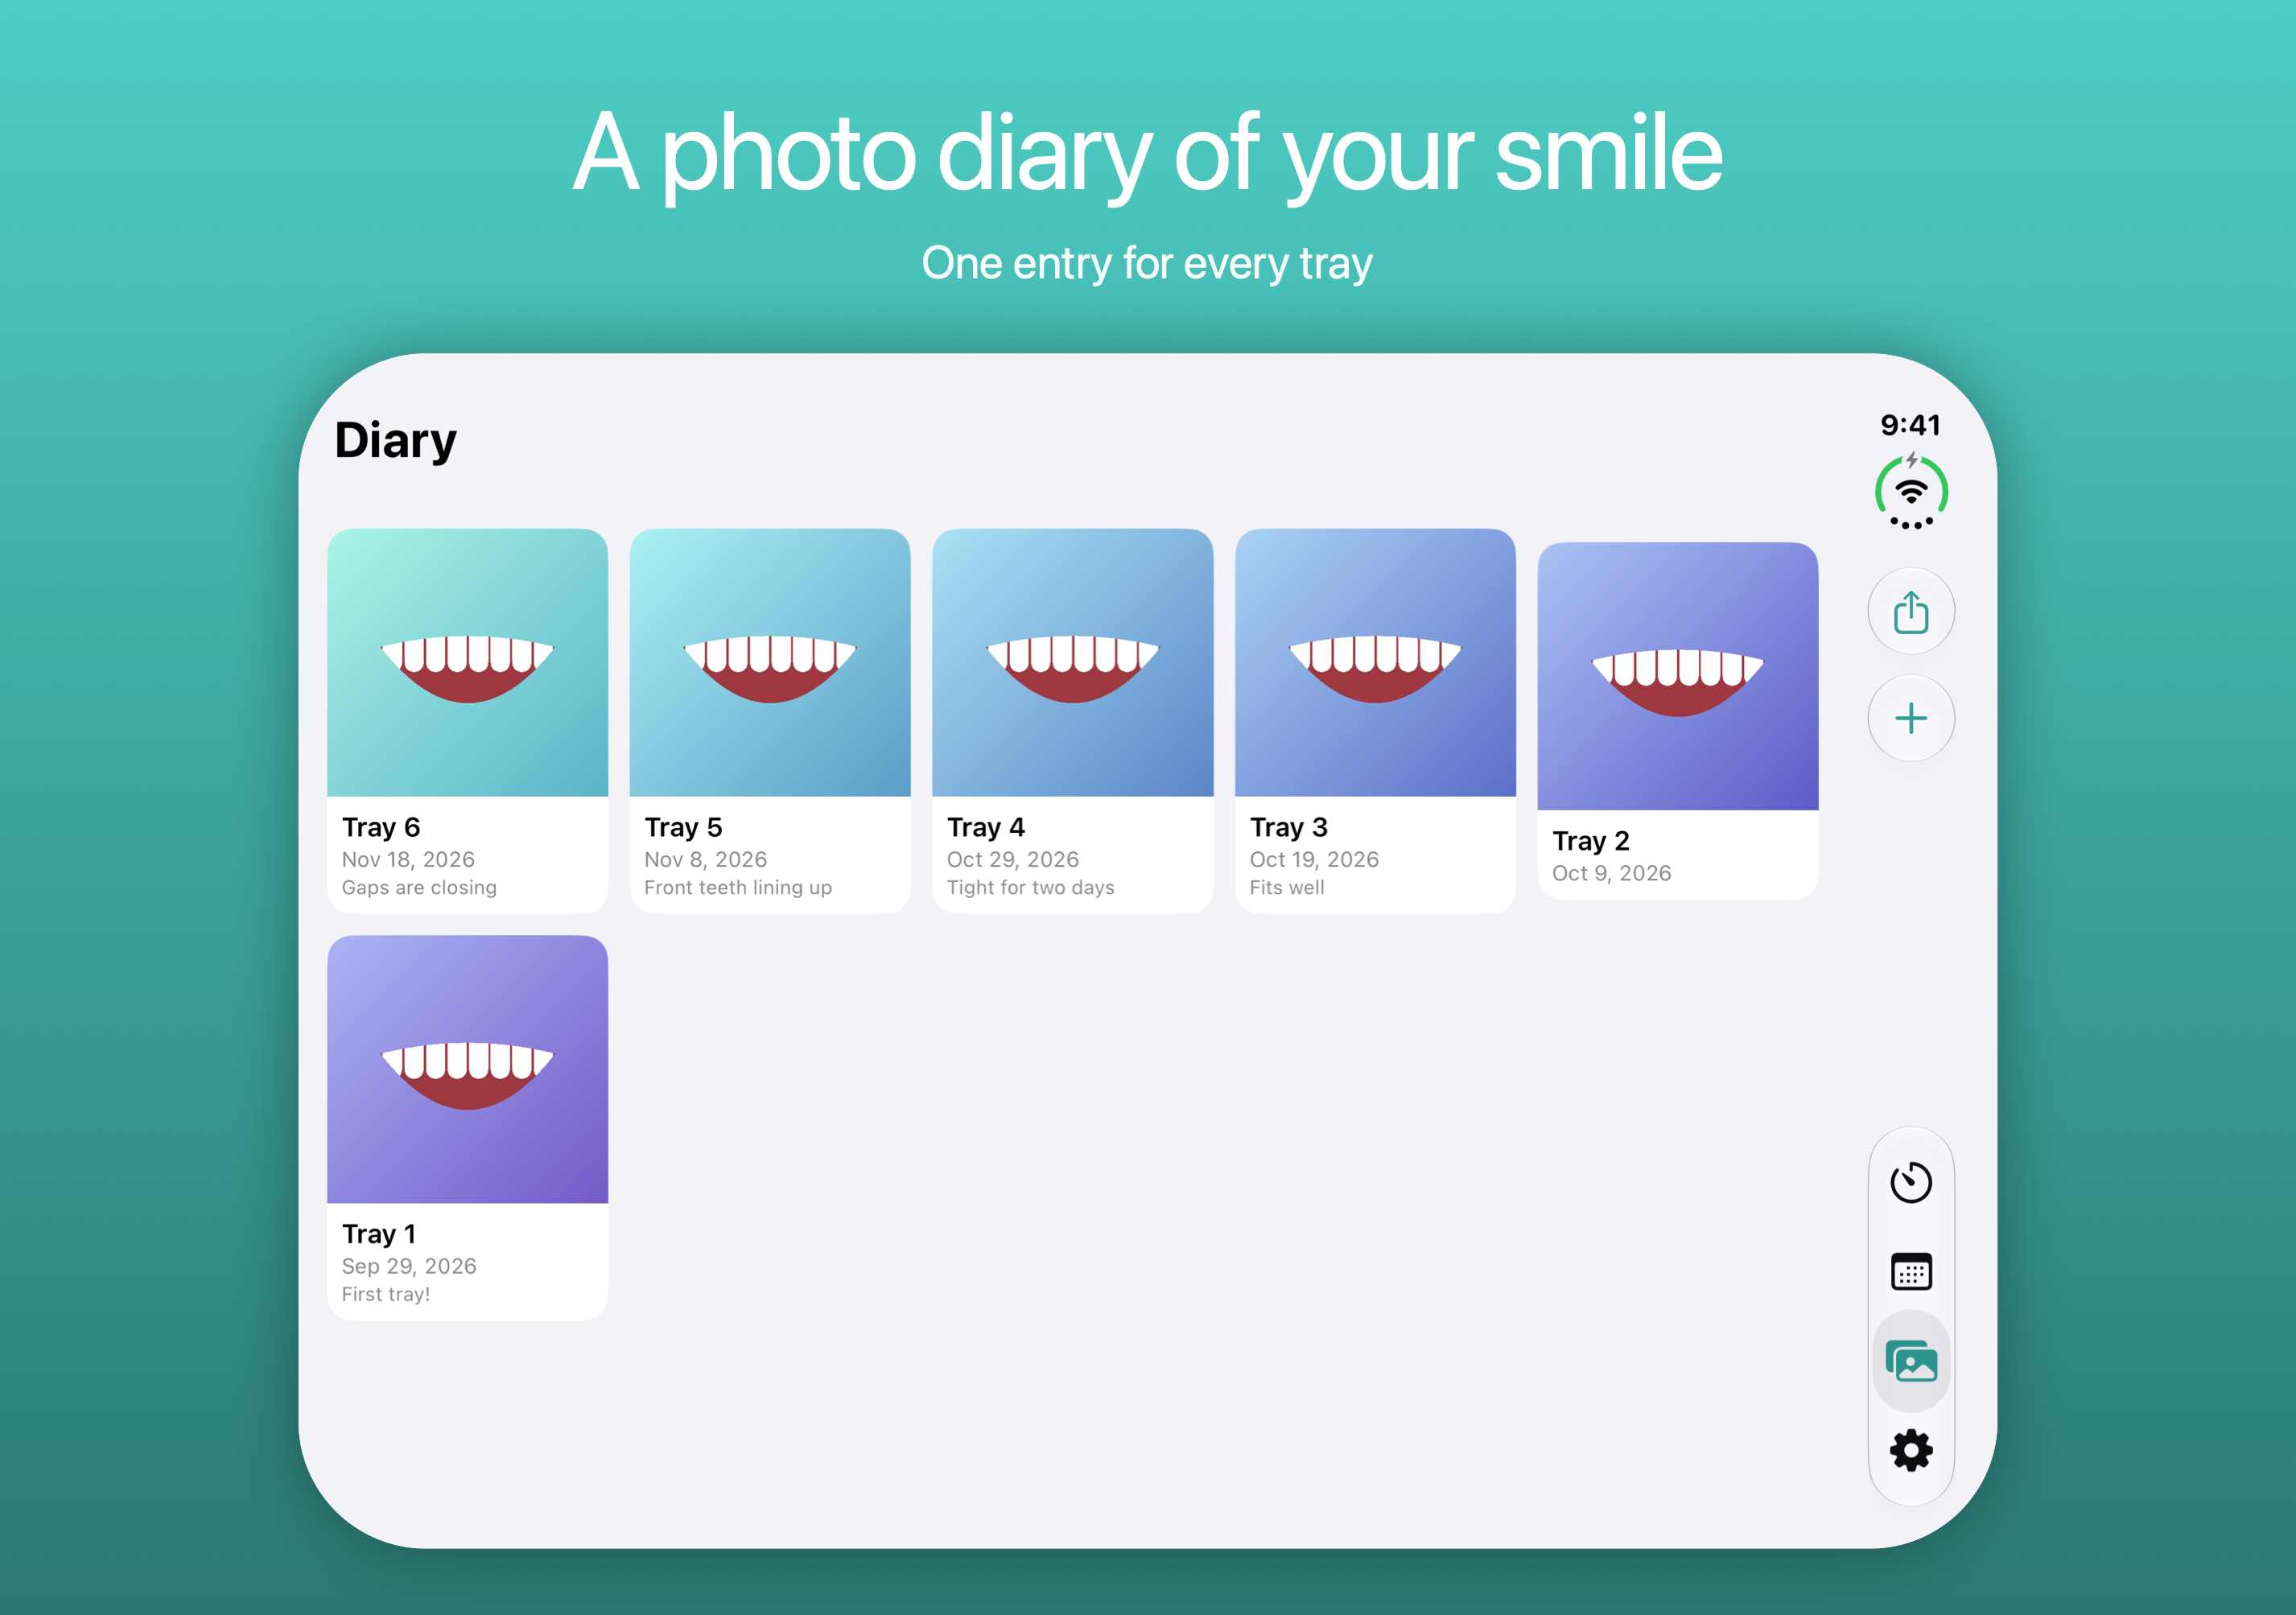 A photo diary of your smile
One entry for every tray
Diary
9:41
Tray 6
Nov 18, 2026
Gaps are closing
Tray 5
Nov 8, 2026
Front teeth lining up
Tray 4
Oct 29, 2026
Tight for two days
Tray 3
Oct 19, 2026
Fits well
Tray 2
Oct 9, 2026
Tray 1
Sep 29, 2026
First tray!